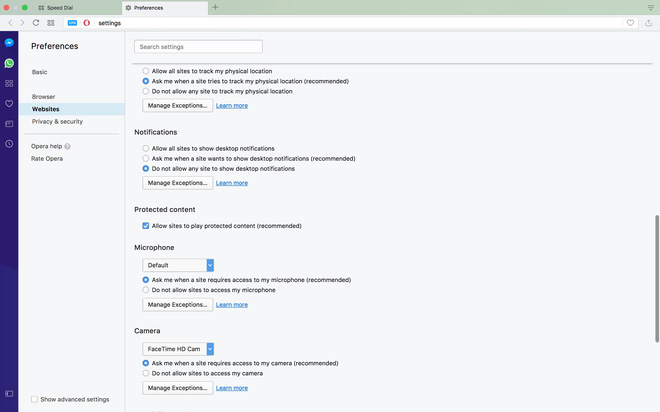 Speed Dial
Preferences
VPN
settings
Preferences
Search settings
Basic
Browser
Websites
Privacy & security
Opera help
Rate Opera
Show advanced settings
Allow all sites to track my physical location
Ask me when a site tries to track my physical location (recommended)
Do not allow any site to track my physical location
Manage Exceptions... Learn more
Notifications
Allow all sites to show desktop notifications
Ask me when a site wants to show desktop notifications (recommended)
Do not allow any site to show desktop notifications
Manage Exceptions... Learn more
Protected content
Allow sites to play protected content (recommended)
Microphone
Default
Ask me when a site requires access to my microphone (recommended)
Do not allow sites to access my microphone
Manage Exceptions... Learn more
Camera
FaceTime HD Cam
Ask me when a site requires access to my camera (recommended)
Do not allow sites to access my camera
Manage Exceptions... Learn more